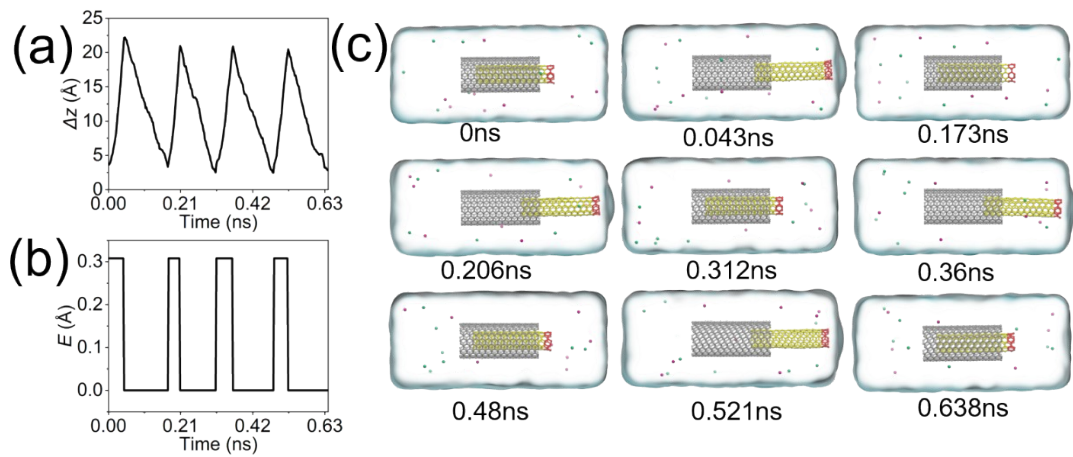 (a)
25
20
15
10
5
0
Δz (Å)
0.00 0.21 0.42 0.63
Time (ns)
(b)
0.3
0.2
0.1
0.0
E (Å)
0.00 0.21 0.42 0.63
Time (ns)
(c)
0ns
0.043ns
0.173ns
0.206ns
0.312ns
0.36ns
0.48ns
0.521ns
0.638ns